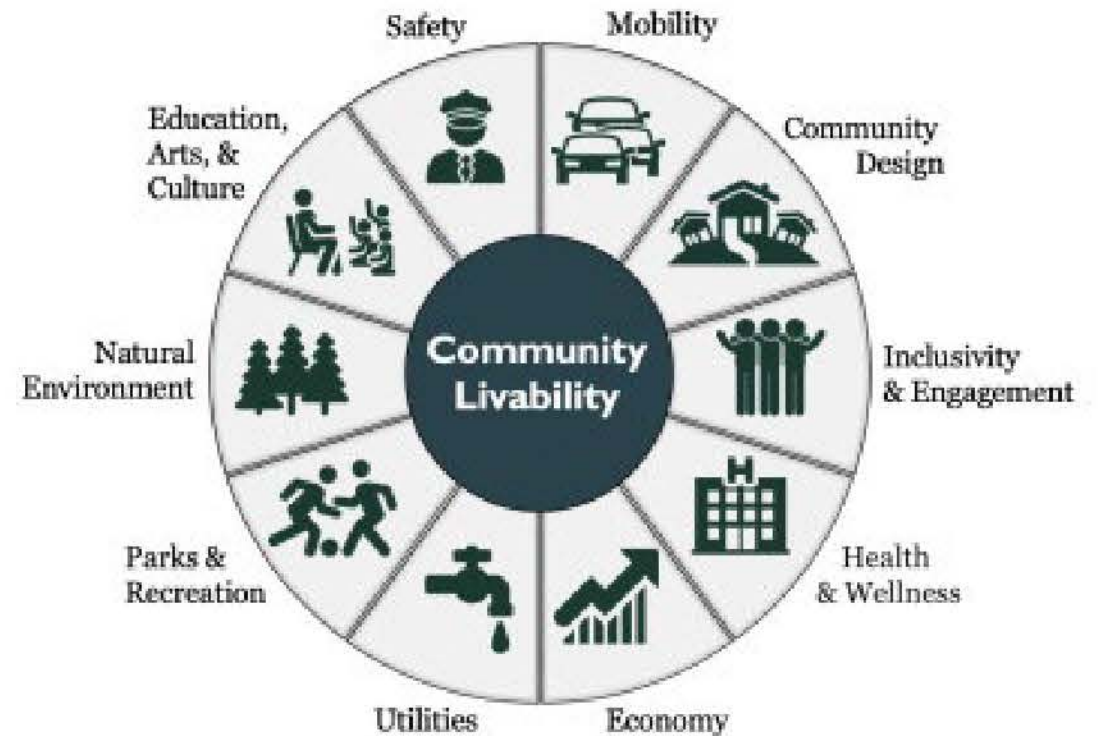 Safety
Mobility
Education,
Arts, &
Culture
Community
Design
Natural
Environment
Community
Livability
Inclusivity
& Engagement
Parks &
Recreation
H
Health
& Wellness
Utilities
Economy